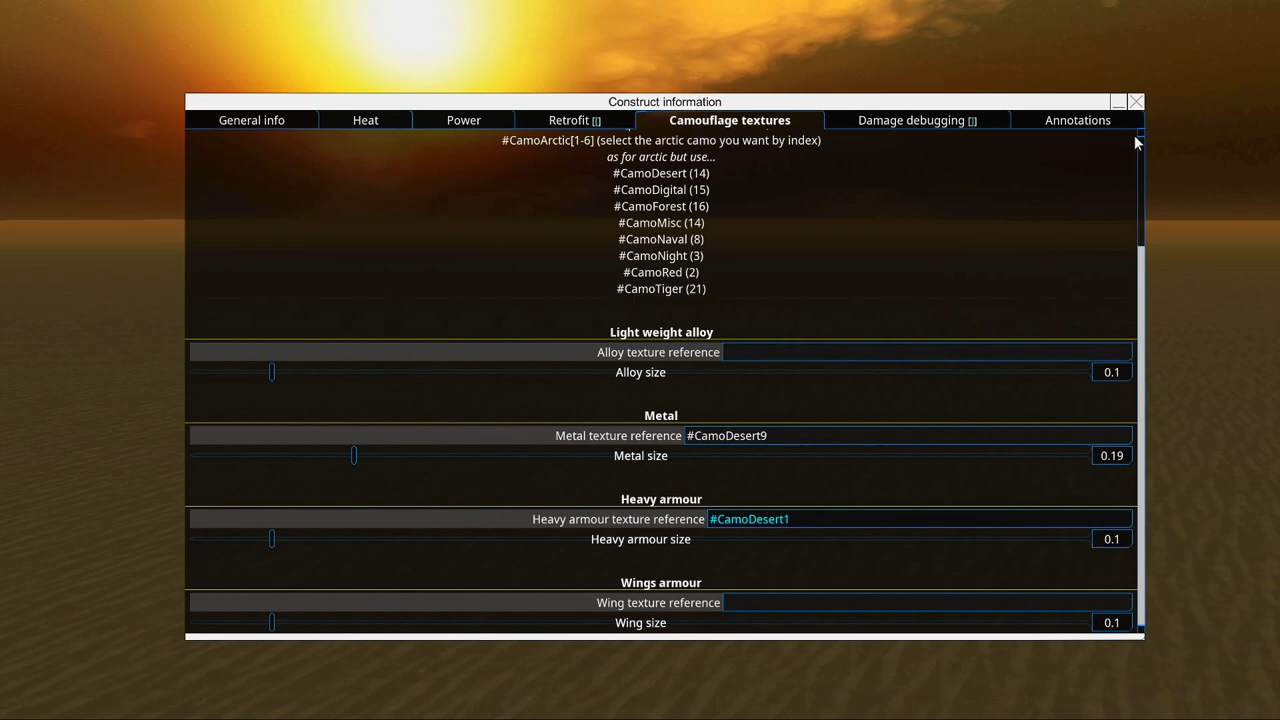 Construct information
General info
Heat
Power
Retrofit [[]
Camouflage textures
Damage debugging []]
Annotations
#CamoArctic[1-6] (select the arctic camo you want by index)
as for arctic but use...
#CamoDesert (14)
#CamoDigital (15)
#CamoForest (16)
#CamoMisc (14)
#CamoNaval (8)
#CamoNight (3)
#CamoRed (2)
#CamoTiger (21)
Light weight alloy
Alloy texture reference
Alloy size 0.1
Metal
Metal texture reference #CamoDesert9
Metal size 0.19
Heavy armour
Heavy armour texture reference #CamoDesert1
Heavy armour size 0.1
Wings armour
Wing texture reference
Wing size 0.1